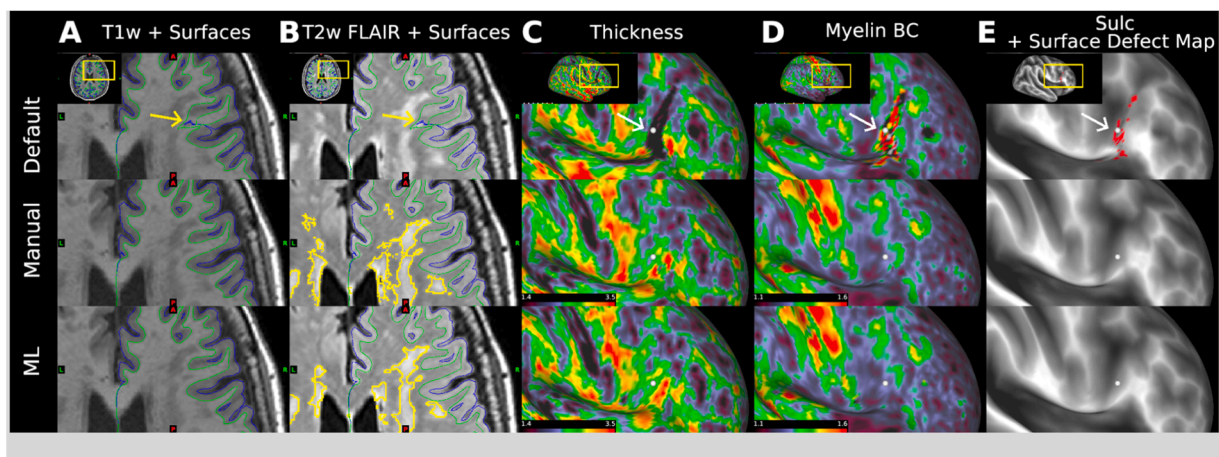 A T1w + Surfaces
B T2w FLAIR + Surfaces
C Thickness
D Myelin BC
E Sulc
+ Surface Defect Map
Default
A
L
R
P
Manual
A
L
R
P
1.4 3.5
1.1 1.6
ML
A
L
R
P
1.4 3.5
1.1 1.6